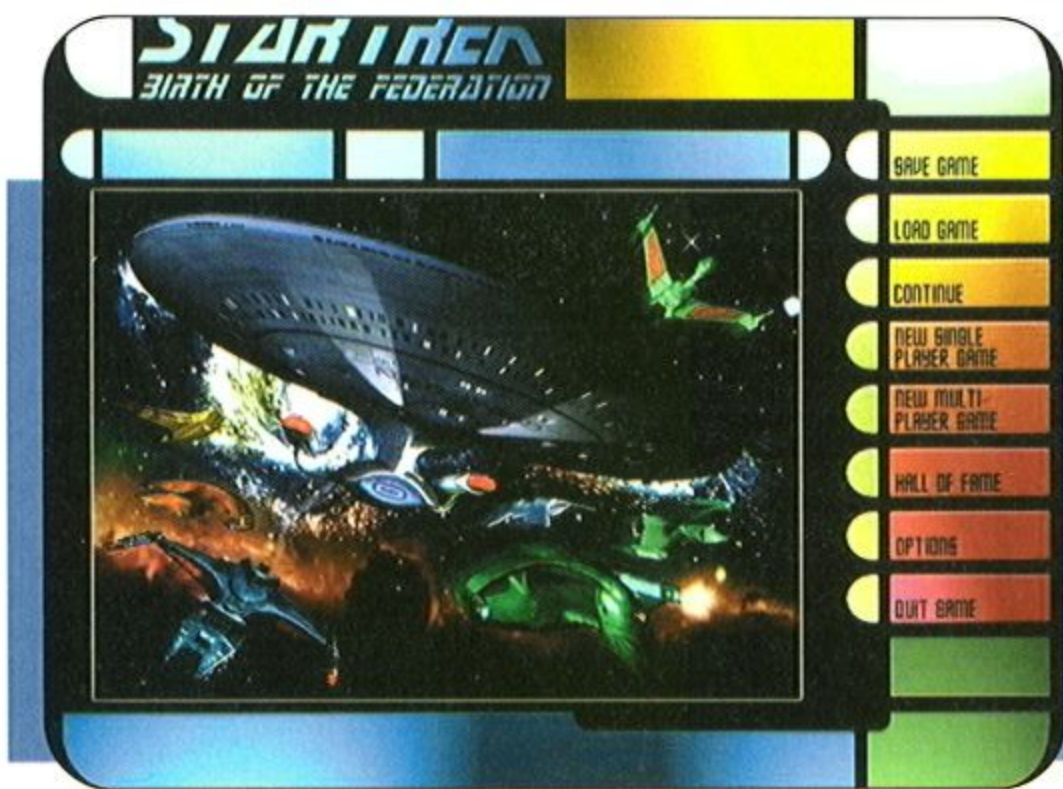 STAR TREK
BIRTH OF THE FEDERATION
SAVE GAME
LOAD GAME
CONTINUE
NEW SINGLE
PLAYER GAME
NEW MULTI-
PLAYER GAME
HALL OF FAME
OPTIONS
QUIT GAME